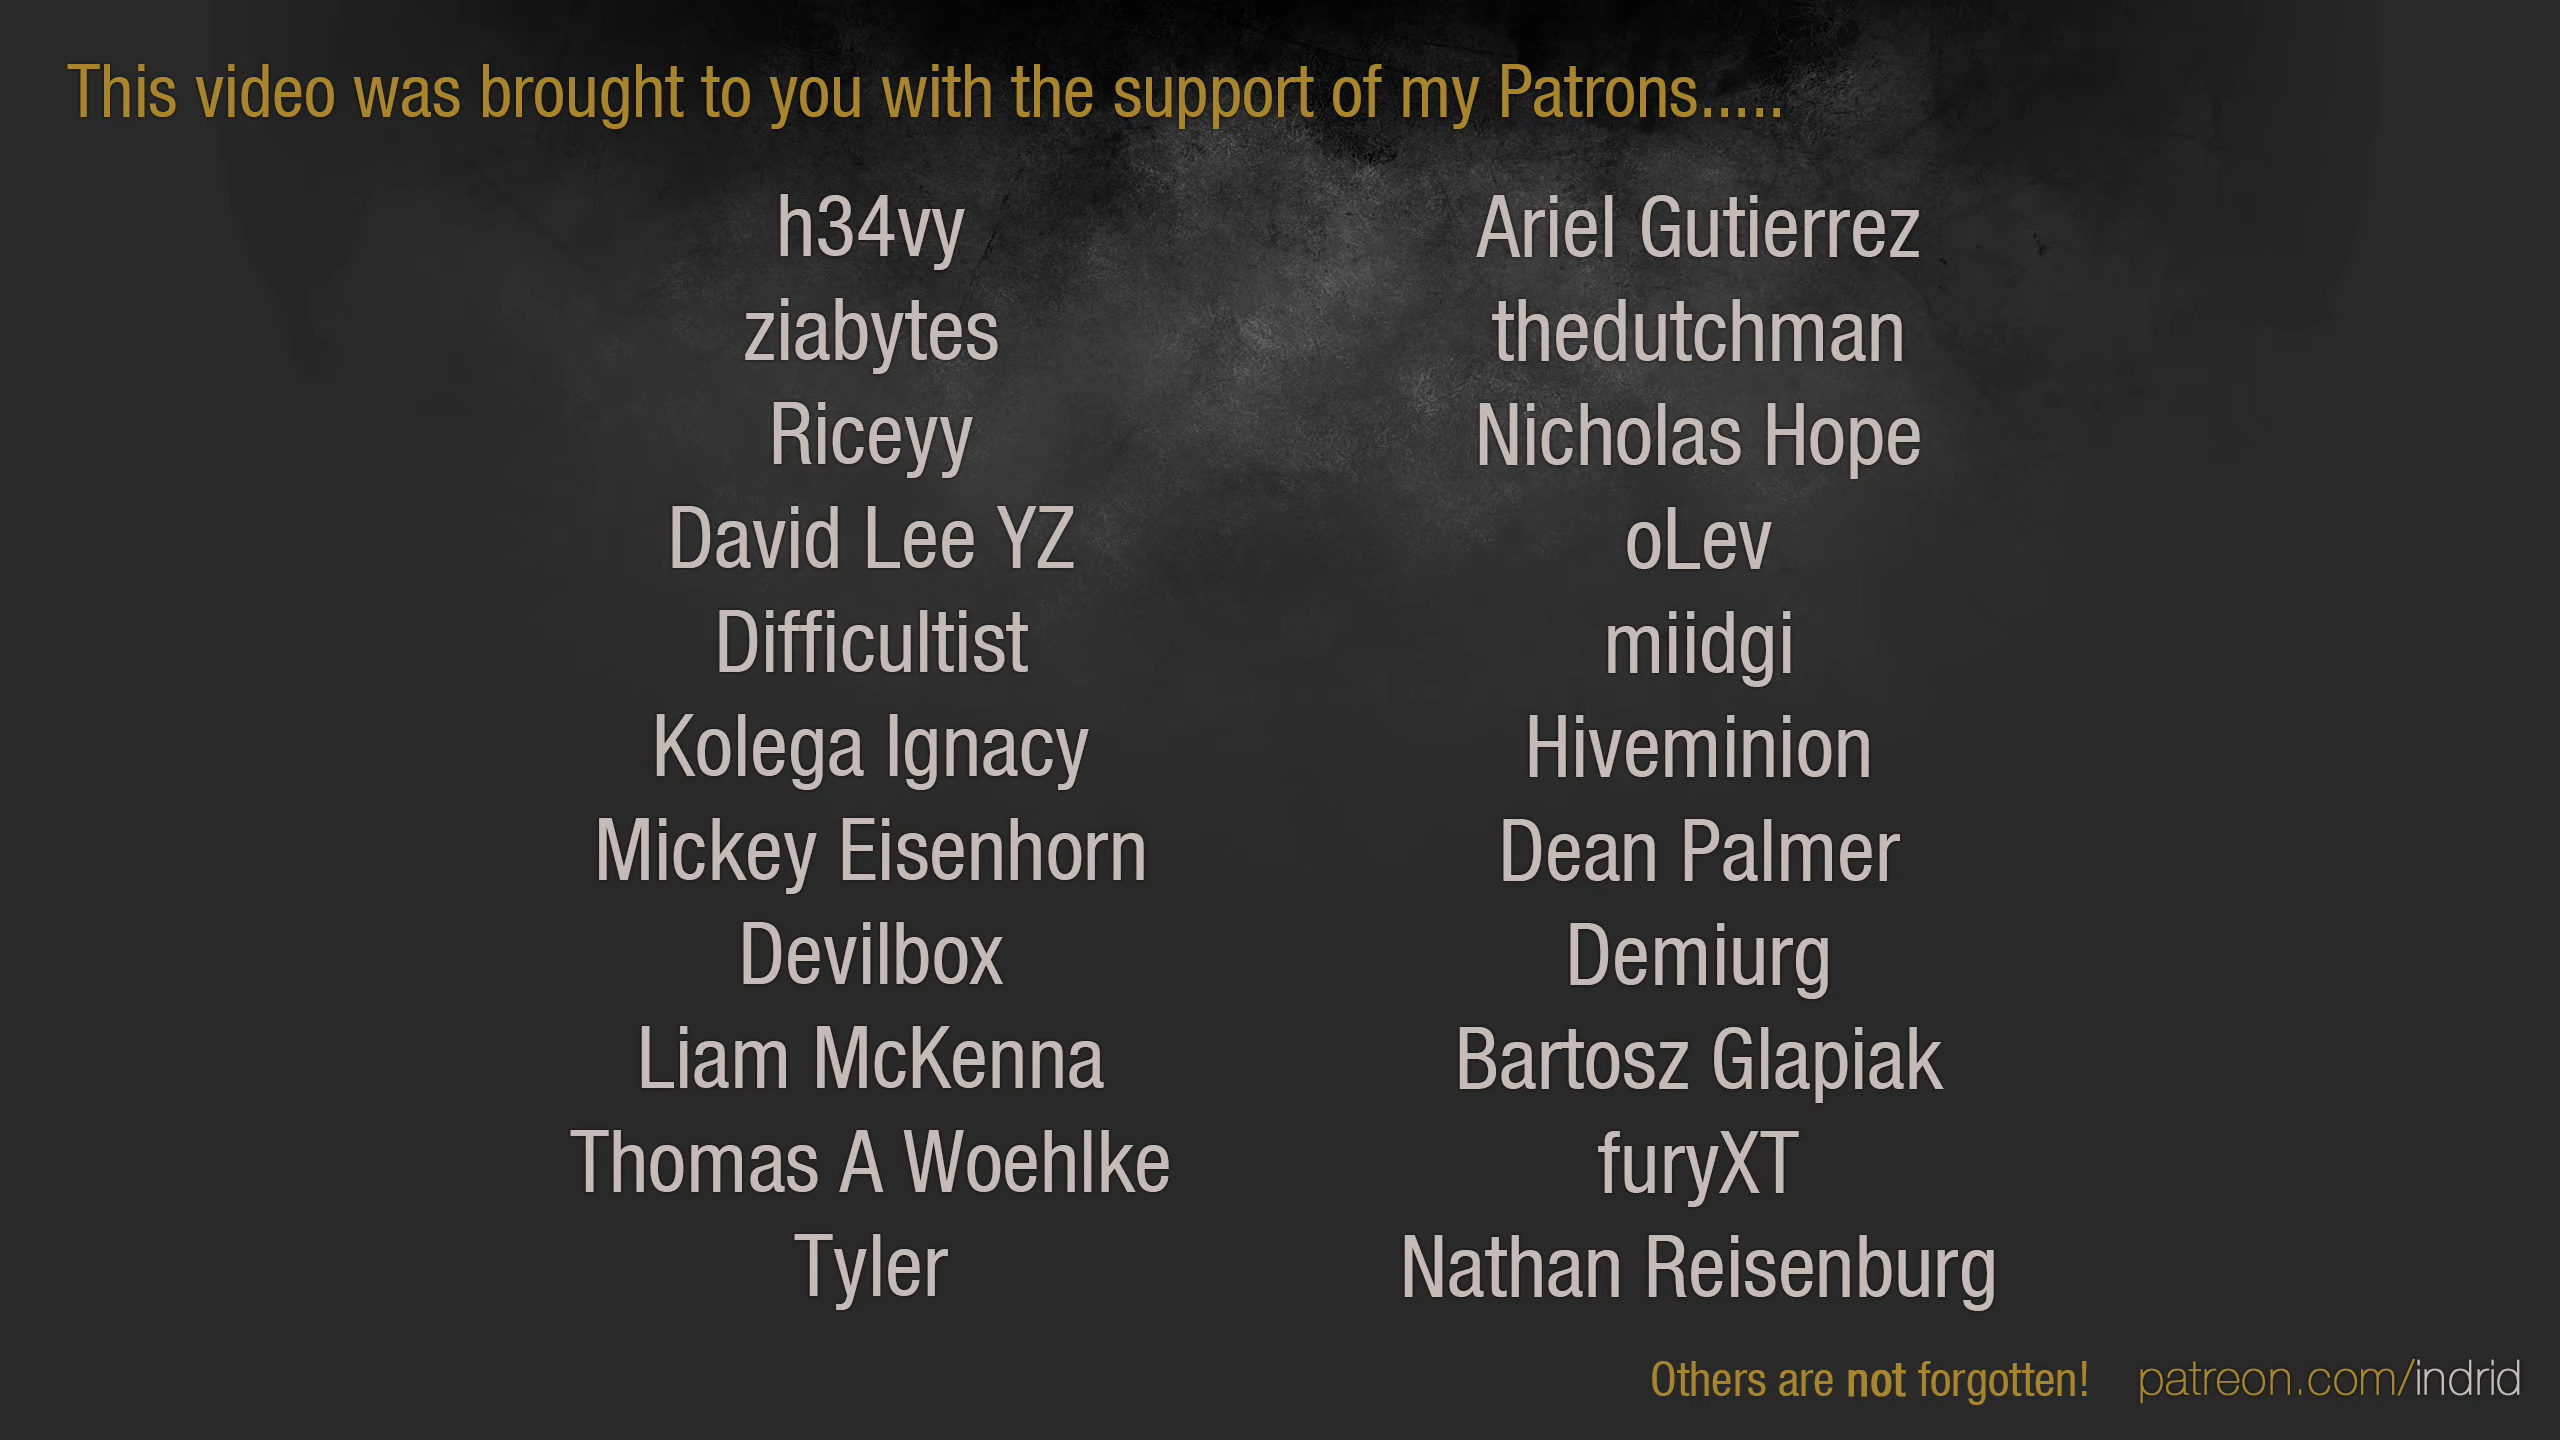 This video was brought to you with the support of my Patrons.....
h34vy
ziabytes
Riceyy
David Lee YZ
Difficultist
Kolega Ignacy
Mickey Eisenhorn
Devilbox
Liam McKenna
Thomas A Woehlke
Tyler
Ariel Gutierrez
thedutchman
Nicholas Hope
oLev
miidgi
Hiveminion
Dean Palmer
Demiurg
Bartosz Glapiak
furyXT
Nathan Reisenburg
Others are not forgotten! patreon.com/indrid